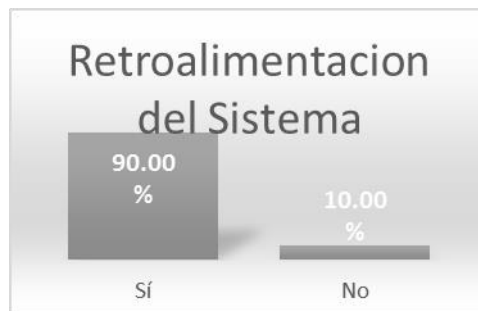 Retroalimentacion
del Sistema
90.00
%
10.00
%
Sí
No